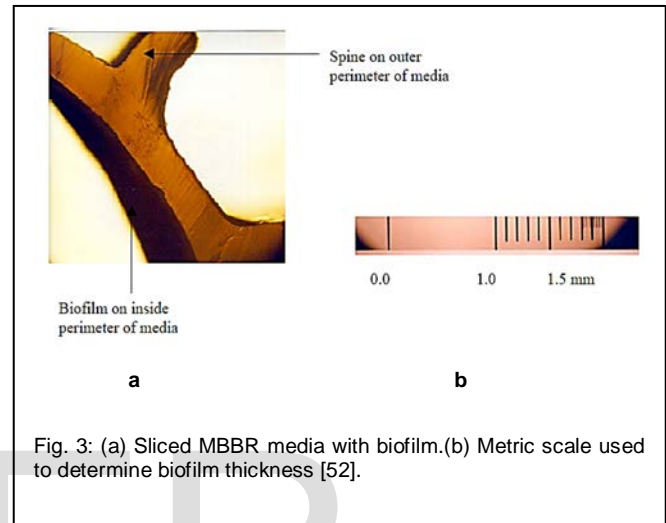 Spine on outer
perimeter of media
0.0 1.0 1.5 mm
Biofilm on inside
perimeter of media
a b
Fig. 3: (a) Sliced MBBR media with biofilm.(b) Metric scale used
to determine biofilm thickness [52].